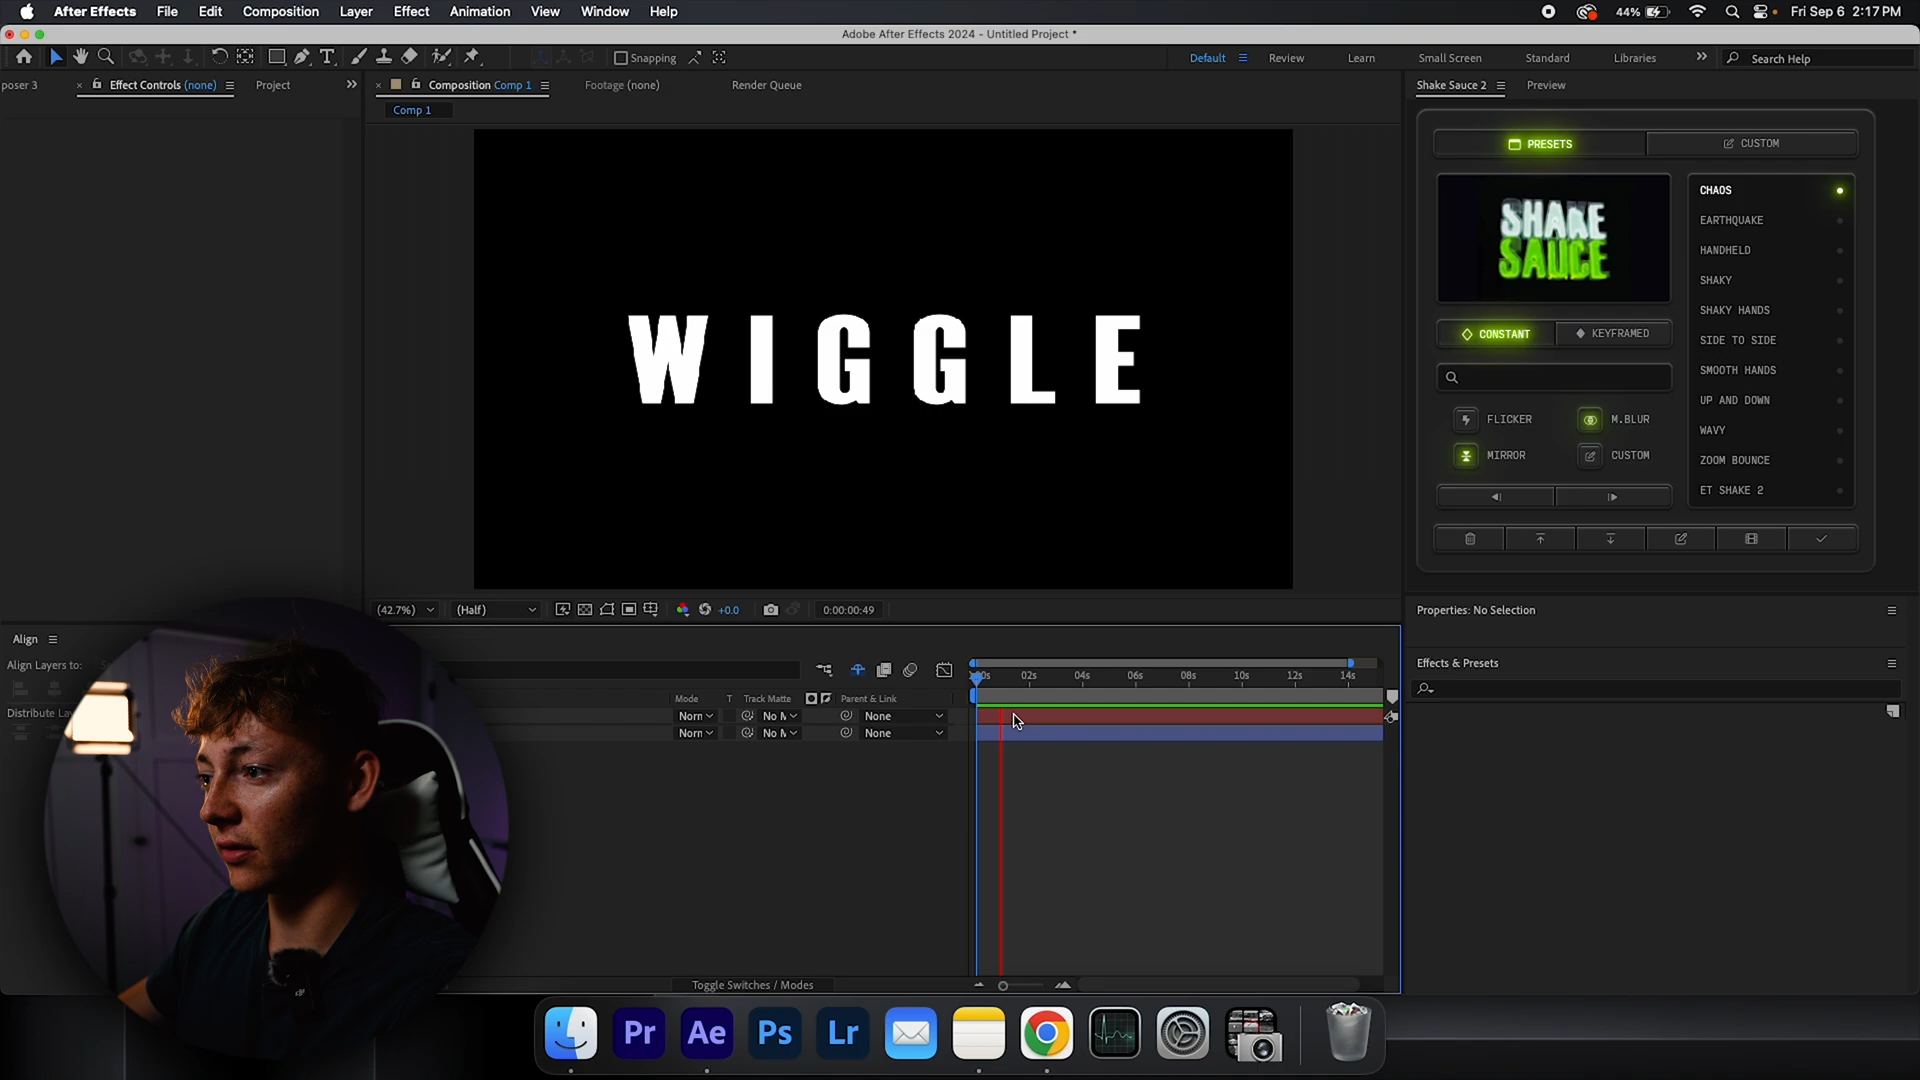 After Effects File Edit Composition Layer Effect Animation View Window Help 44% Fri Sep 6 2:17 PM
Adobe After Effects 2024 - Untitled Project *
Snapping Default Review Learn Small Screen Standard Libraries Search Help
poser 3 Effect Controls (none) Project Composition Comp 1 Footage (none) Render Queue Shake Sauce 2 Preview
Comp 1
PRESETS CUSTOM
SHAKE
SAUCE
CHAOS
EARTHQUAKE
HANDHELD
SHAKY
SHAKY HANDS
SIDE TO SIDE
SMOOTH HANDS
UP AND DOWN
WAVY
ZOOM BOUNCE
ET SHAKE 2
CONSTANT KEYFRAMED
FLICKER M.BLUR
MIRROR CUSTOM
WIGGLE
(42.7%) (Half) +0.0 0:00:00:49
Properties: No Selection
Align
Align Layers to:
Distribute La
Effects & Presets
02s 04s 06s 08s 10s 12s 14s
Mode T Track Matte Parent & Link
Norm No M None
Norm No M None
Toggle Switches / Modes
Pr Ae Ps Lr